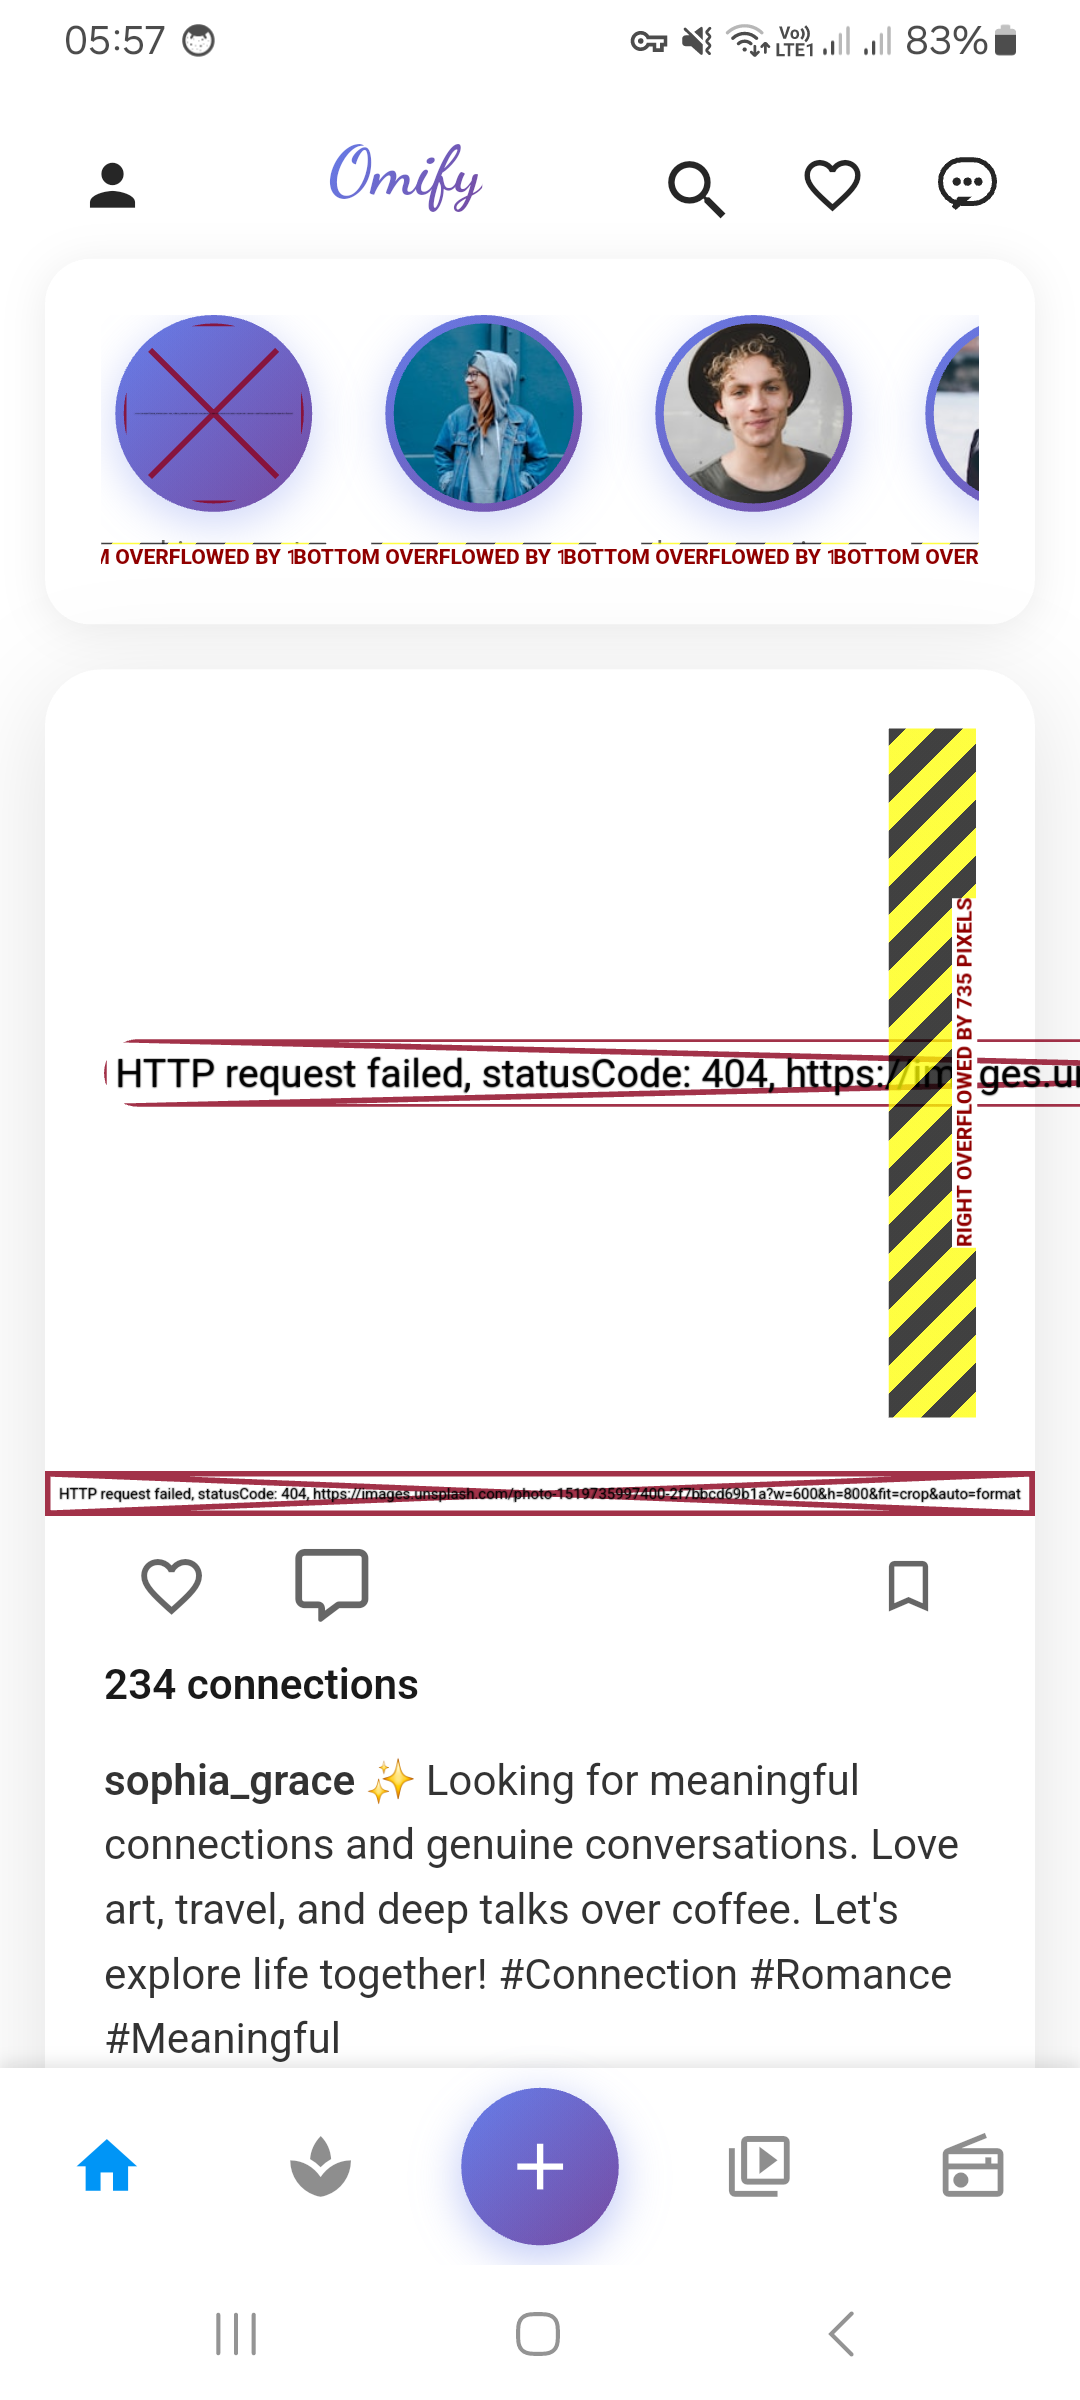 05:57
Vo))
LTE1
83%
Omify
OVERFLOWED BY 1BOTTOM OVERFLOWED BY 1BOTTOM OVERFLOWED BY 1BOTTOM OVER
RIGHT OVERFLOWED BY 735 PIXELS
HTTP request failed, statusCode: 404, https://images.u
HTTP request failed, statusCode: 404, https://images.unsplash.com/photo-1519735997400-2f7bbcd69b1a?w=600&h=800&fit=crop&auto=format
234 connections
sophia_grace ✨ Looking for meaningful
connections and genuine conversations. Love
art, travel, and deep talks over coffee. Let's
explore life together! #Connection #Romance
#Meaningful